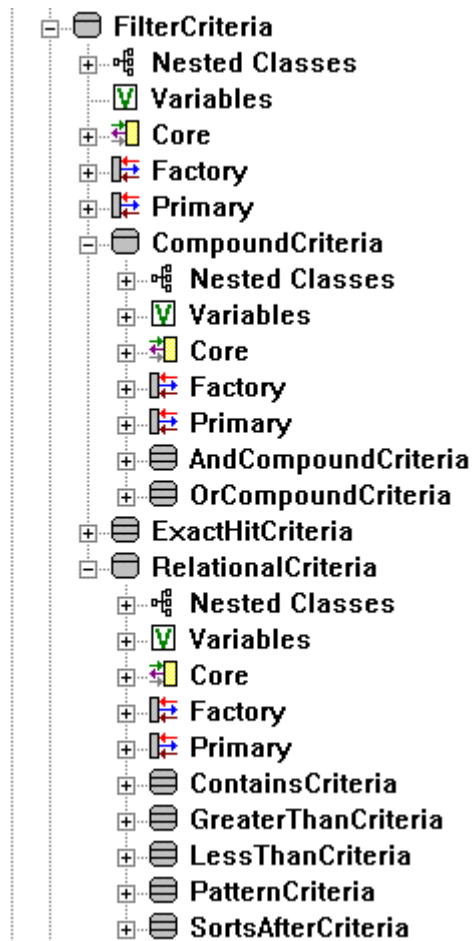 FilterCriteria
Nested Classes
V Variables
Core
Factory
Primary
CompoundCriteria
Nested Classes
V Variables
Core
Factory
Primary
AndCompoundCriteria
OrCompoundCriteria
ExactHitCriteria
RelationalCriteria
Nested Classes
V Variables
Core
Factory
Primary
ContainsCriteria
GreaterThanCriteria
LessThanCriteria
PatternCriteria
SortsAfterCriteria